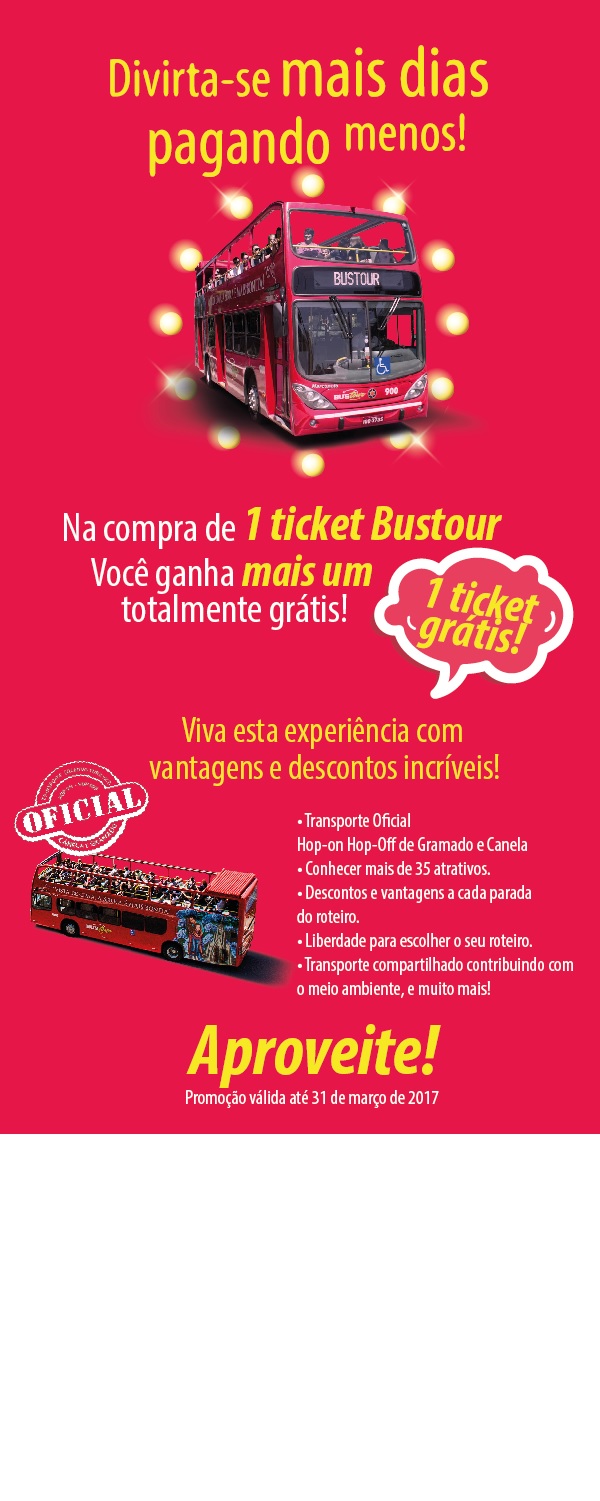 Divirta-se mais dias
pagando menos!
BUSTOUR
Marcopolo
900
Na compra de 1 ticket Bustour
Você ganha mais um
totalmente grátis!
1 ticket
grátis!
Viva esta experiência com
vantagens e descontos incríveis!
OFICIAL
CANELA E GRAMADO
• Transporte Oficial
Hop-on Hop-Off de Gramado e Canela
• Conhecer mais de 35 atrativos.
• Descontos e vantagens a cada parada
do roteiro.
• Liberdade para escolher o seu roteiro.
• Transporte compartilhado contribuindo com
o meio ambiente, e muito mais!
Aproveite!
Promoção válida até 31 de março de 2017